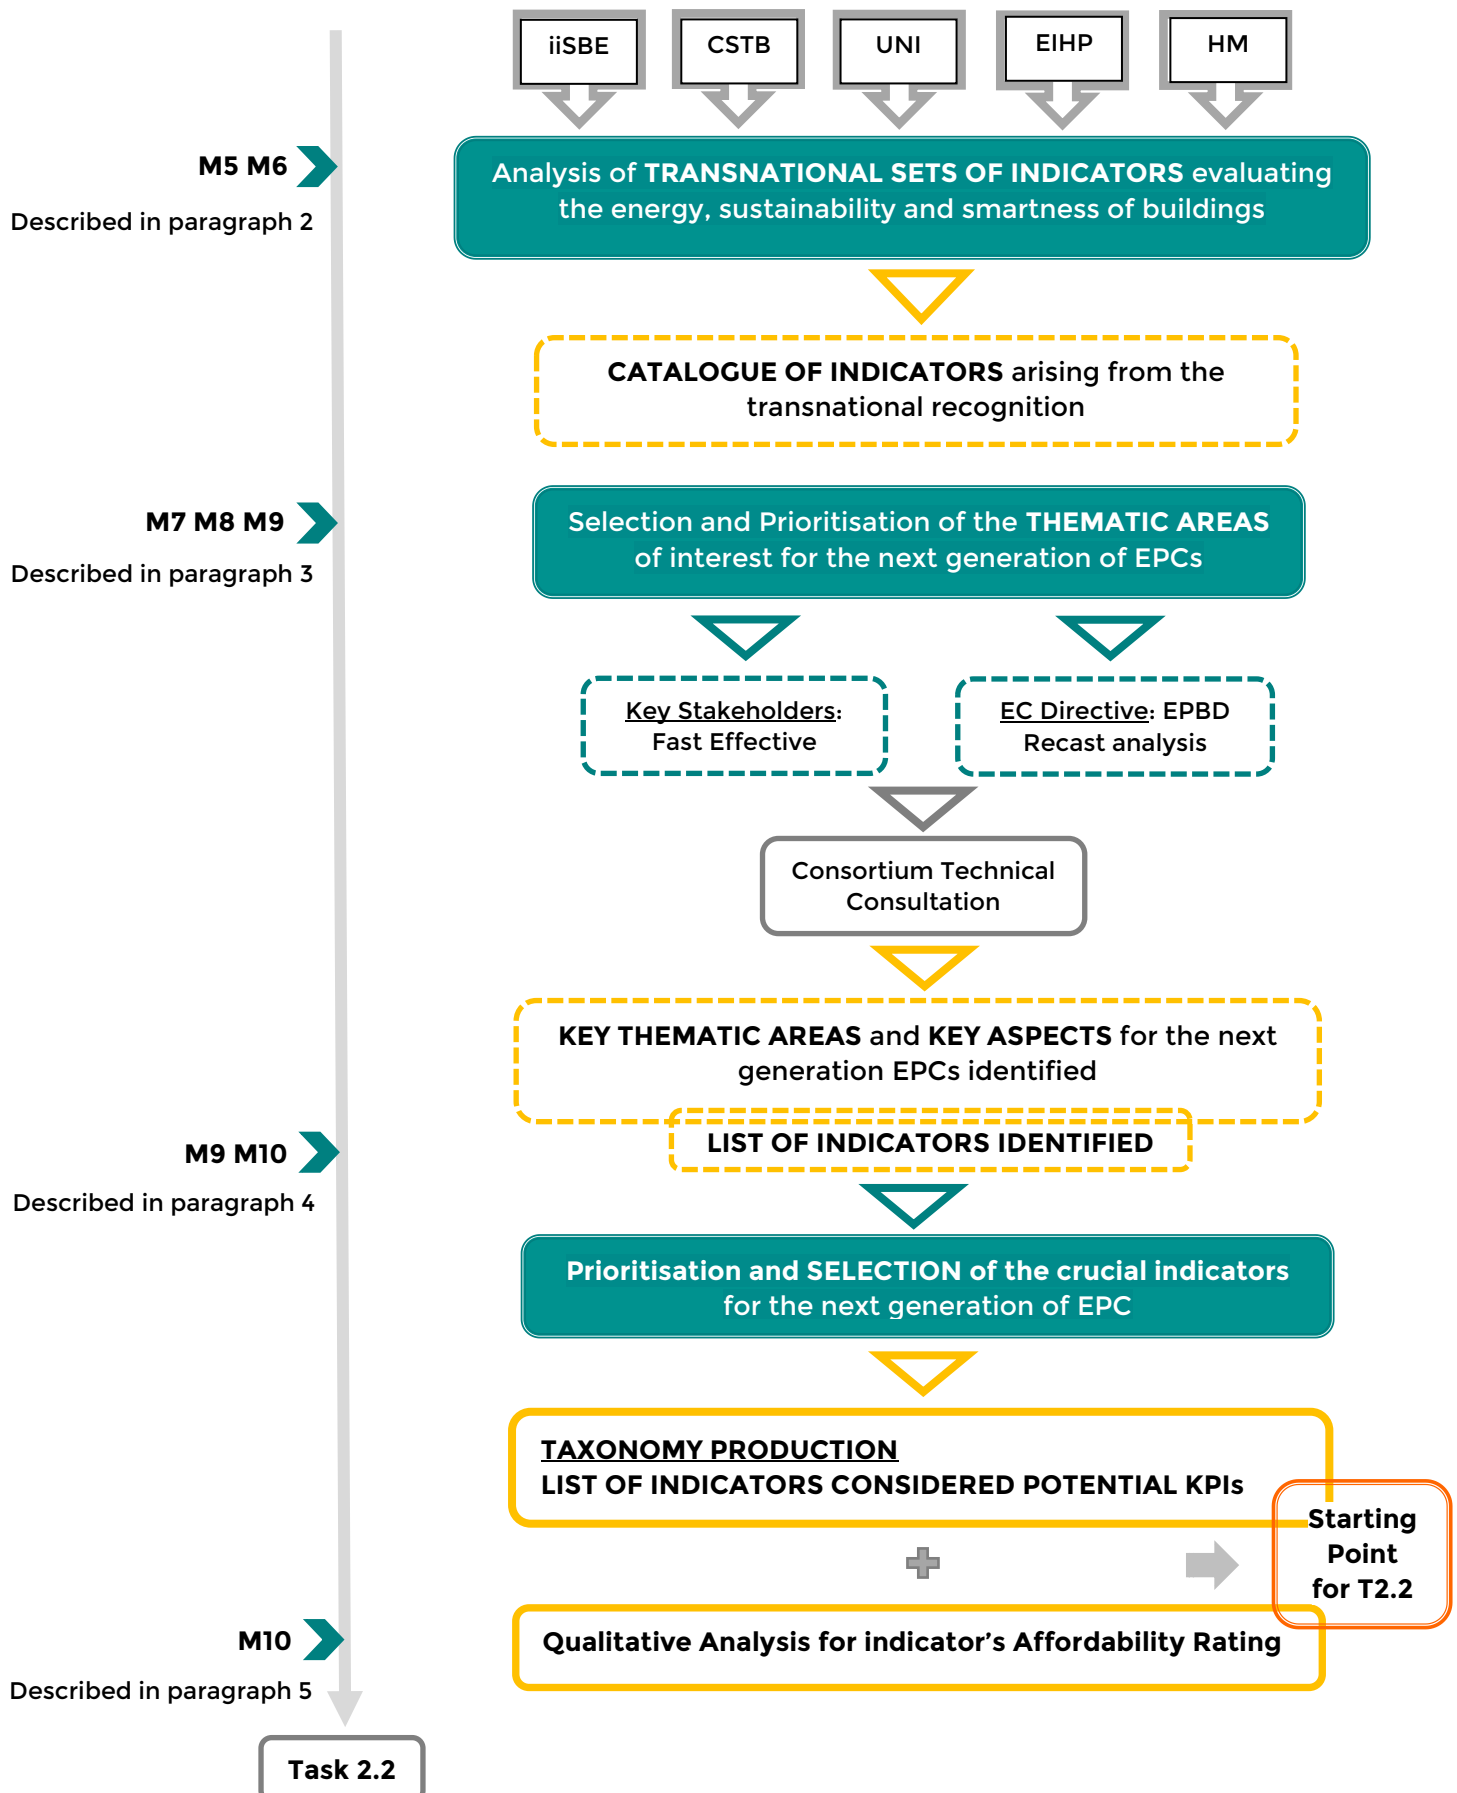 iiSBE
CSTB
UNI
EIHP
HM
M5 M6
Described in paragraph 2
Analysis of TRANSNATIONAL SETS OF INDICATORS evaluating
the energy, sustainability and smartness of buildings
CATALOGUE OF INDICATORS arising from the
transnational recognition
M7 M8 M9
Described in paragraph 3
Selection and Prioritisation of the THEMATIC AREAS
of interest for the next generation of EPCs
Key Stakeholders:
Fast Effective
EC Directive: EPBD
Recast analysis
Consortium Technical
Consultation
KEY THEMATIC AREAS and KEY ASPECTS for the next
generation EPCs identified
LIST OF INDICATORS IDENTIFIED
M9 M10
Described in paragraph 4
Prioritisation and SELECTION of the crucial indicators
for the next generation of EPC
TAXONOMY PRODUCTION
LIST OF INDICATORS CONSIDERED POTENTIAL KPIs
Starting
Point
for T2.2
M10
Described in paragraph 5
Qualitative Analysis for indicator’s Affordability Rating
Task 2.2